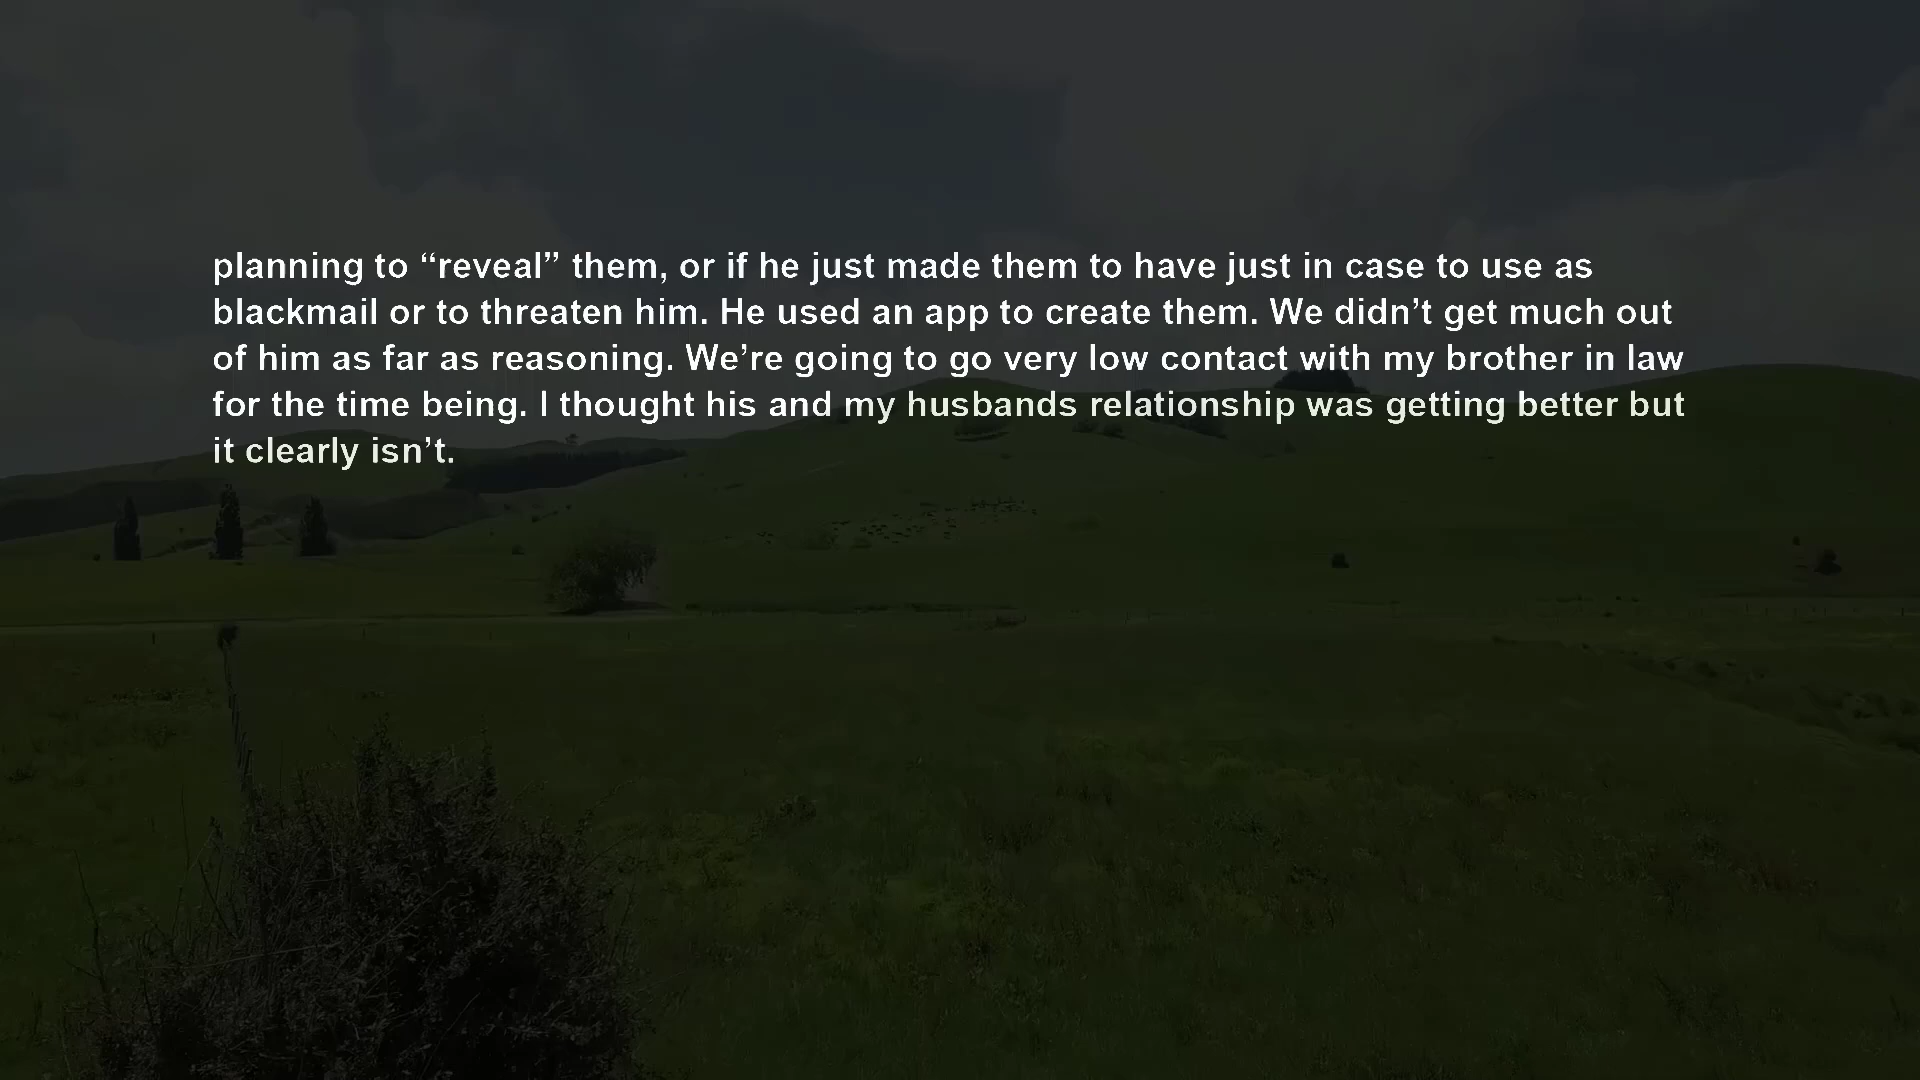 planning to “reveal” them, or if he just made them to have just in case to use as
blackmail or to threaten him. He used an app to create them. We didn’t get much out
of him as far as reasoning. We’re going to go very low contact with my brother in law
for the time being. I thought his and my husbands relationship was getting better but
it clearly isn’t.